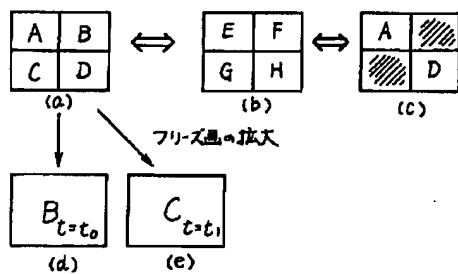 A B E F A
C D G H D
(a) (b) (c)
フリーズ画の拡大
B t=t₀ C t=t₁
(d) (e)